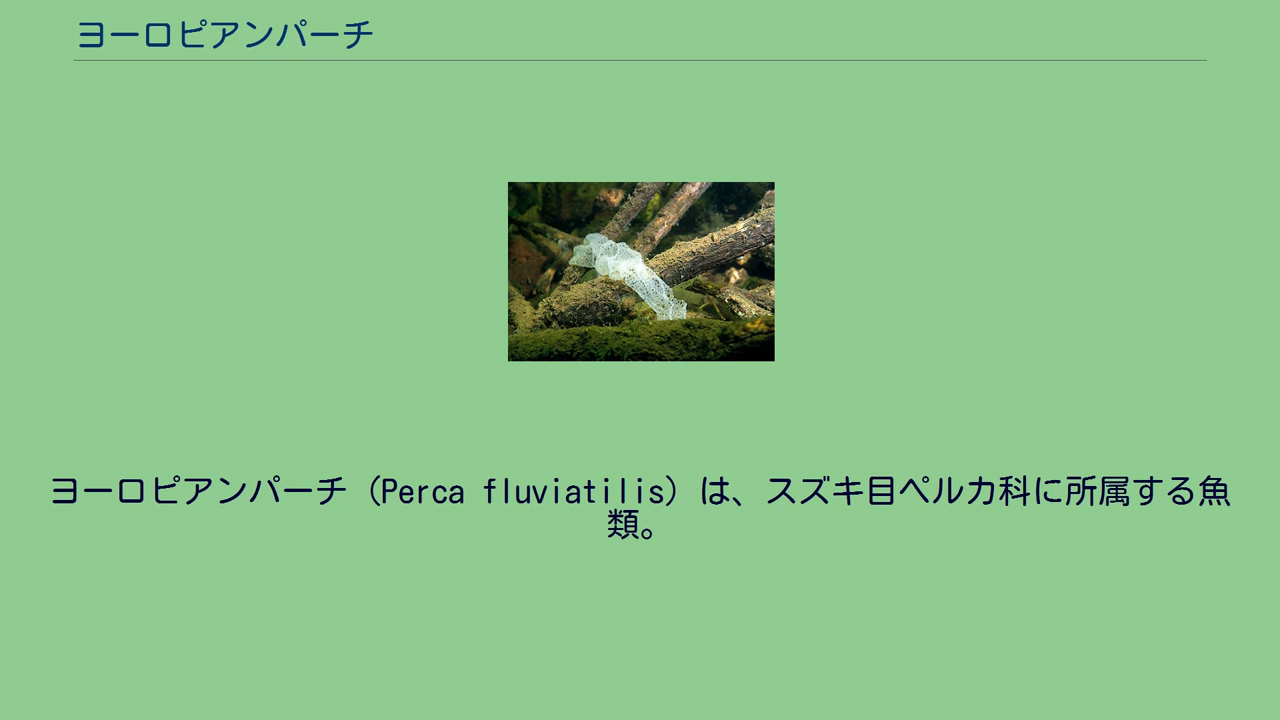 ヨーロピアンパーチ
ヨーロピアンパーチ（Perca fluviatilis）は、スズキ目ペルカ科に所属する魚
類。